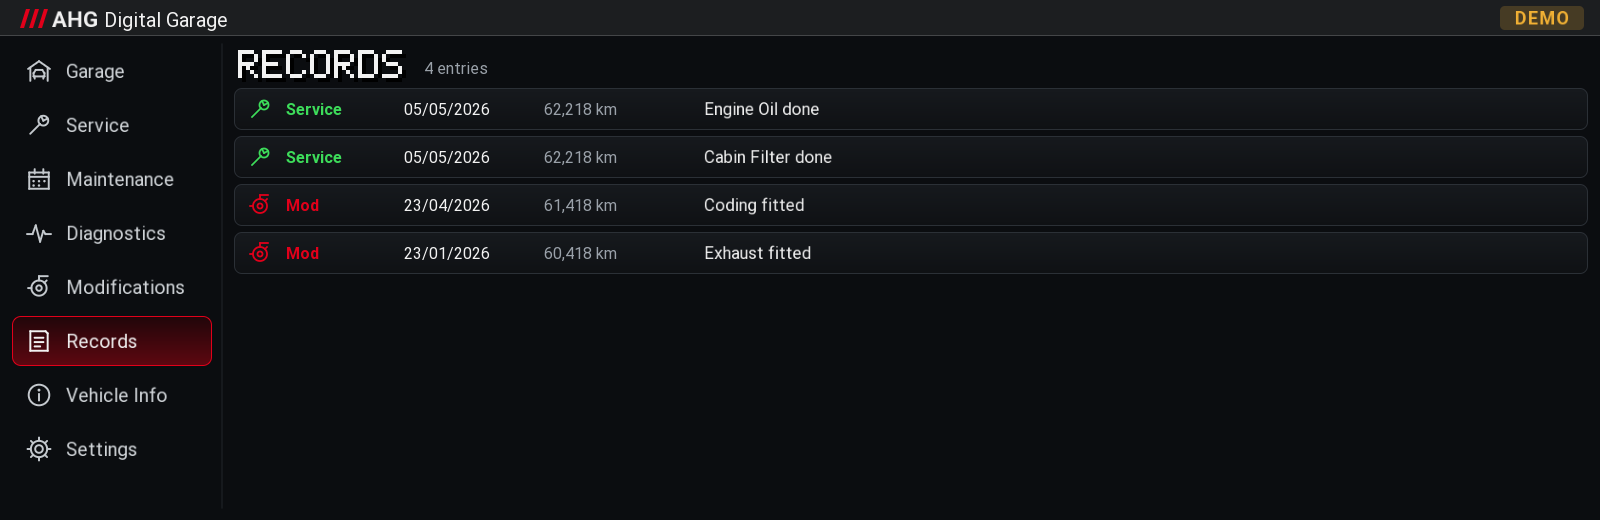 AHG Digital Garage
DEMO
Garage
Service
Maintenance
Diagnostics
Modifications
Records
Vehicle Info
Settings
RECORDS 4 entries
Service 05/05/2026 62,218 km Engine Oil done
Service 05/05/2026 62,218 km Cabin Filter done
Mod 23/04/2026 61,418 km Coding fitted
Mod 23/01/2026 60,418 km Exhaust fitted